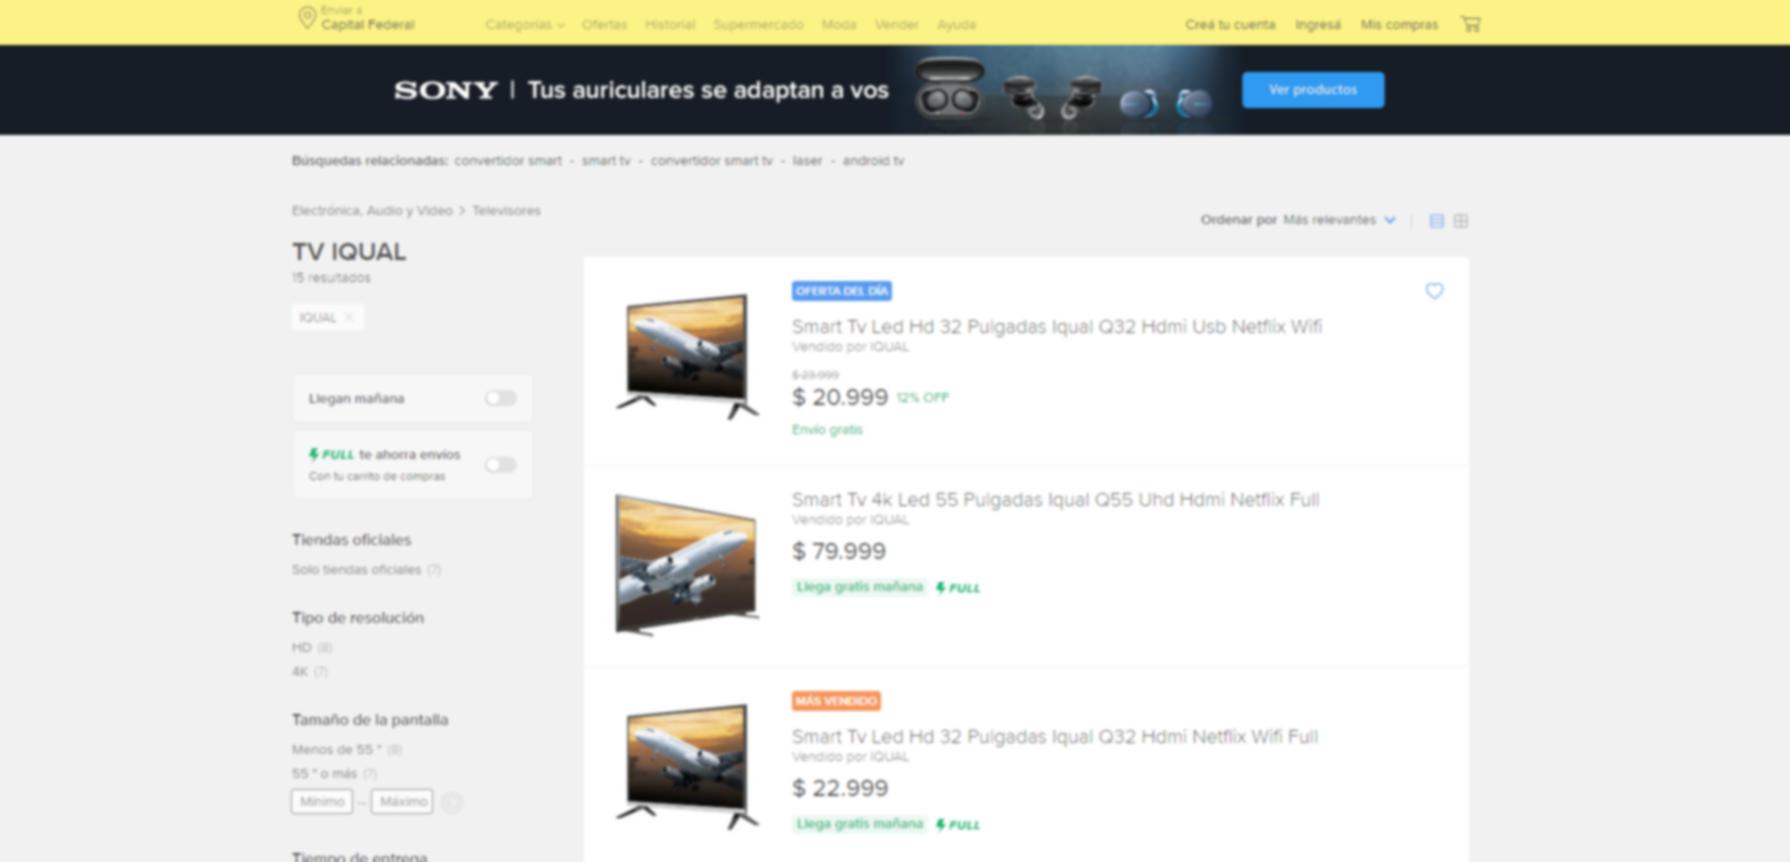 Enviar a
Capital Federal
Categorías Ofertas Historial Supermercado Moda Vender Ayuda
Creá tu cuenta Ingresá Mis compras
SONY | Tus auriculares se adaptan a vos
Ver productos
Búsquedas relacionadas: convertidor smart - smart tv - convertidor smart tv - laser - android tv
Electrónica, Audio y Video > Televisores
Ordenar por Más relevantes
TV IQUAL
15 resultados
IQUAL ×
Llegan mañana
FULL te ahorra envíos
Con tu carrito de compras
Tiendas oficiales
Solo tiendas oficiales (7)
Tipo de resolución
HD (8)
4K (7)
Tamaño de la pantalla
Menos de 55 " (8)
55 " o más (7)
Mínimo – Máximo
Tiempo de entrega
OFERTA DEL DÍA
Smart Tv Led Hd 32 Pulgadas Iqual Q32 Hdmi Usb Netflix Wifi
Vendido por IQUAL
$ 23.999
$ 20.999 12% OFF
Envío gratis
Smart Tv 4k Led 55 Pulgadas Iqual Q55 Uhd Hdmi Netflix Full
Vendido por IQUAL
$ 79.999
Llega gratis mañana FULL
MÁS VENDIDO
Smart Tv Led Hd 32 Pulgadas Iqual Q32 Hdmi Netflix Wifi Full
Vendido por IQUAL
$ 22.999
Llega gratis mañana FULL